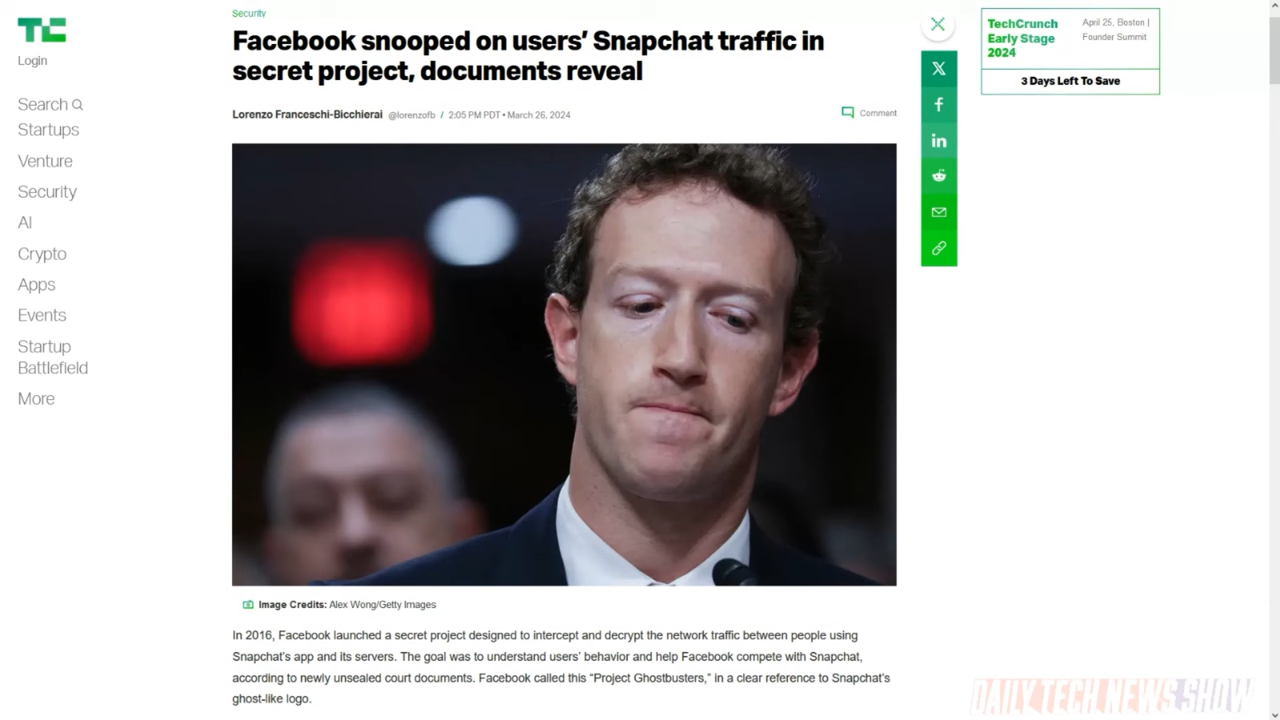 TC
Login
Search
Startups
Venture
Security
AI
Crypto
Apps
Events
Startup
Battlefield
More
Security
Facebook snooped on users’ Snapchat traffic in
secret project, documents reveal
Lorenzo Franceschi-Bicchierai @lorenzofb / 2:05 PM PDT • March 26, 2024
Comment
Image Credits: Alex Wong/Getty Images
In 2016, Facebook launched a secret project designed to intercept and decrypt the network traffic between people using
Snapchat’s app and its servers. The goal was to understand users’ behavior and help Facebook compete with Snapchat,
according to newly unsealed court documents. Facebook called this “Project Ghostbusters,” in a clear reference to Snapchat’s
ghost-like logo.
X
f
in
TechCrunch
Early Stage
2024
April 25, Boston |
Founder Summit
3 Days Left To Save
DAILY TECH NEWS SHOW